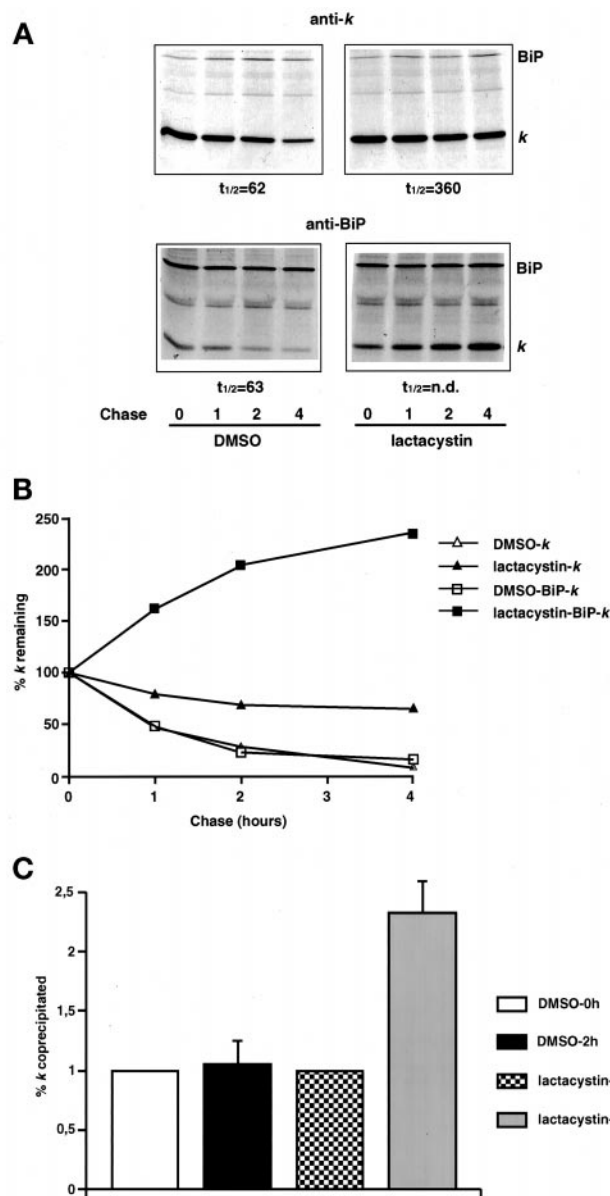 A
anti-k
BiP
k
t1/2=62
t1/2=360
anti-BiP
BiP
k
t1/2=63
t1/2=n.d.
Chase 0 1 2 4 0 1 2 4
DMSO lactacystin
B
% k remaining
250
200
150
100
50
0
0 1 2 3 4
Chase (hours)
DMSO-k
lactacystin-k
DMSO-BiP-k
lactacystin-BiP-k
C
% k coprecipitated
2,5
2
1,5
1
0,5
0
DMSO-0h
DMSO-2h
lactacystin-
lactacystin-